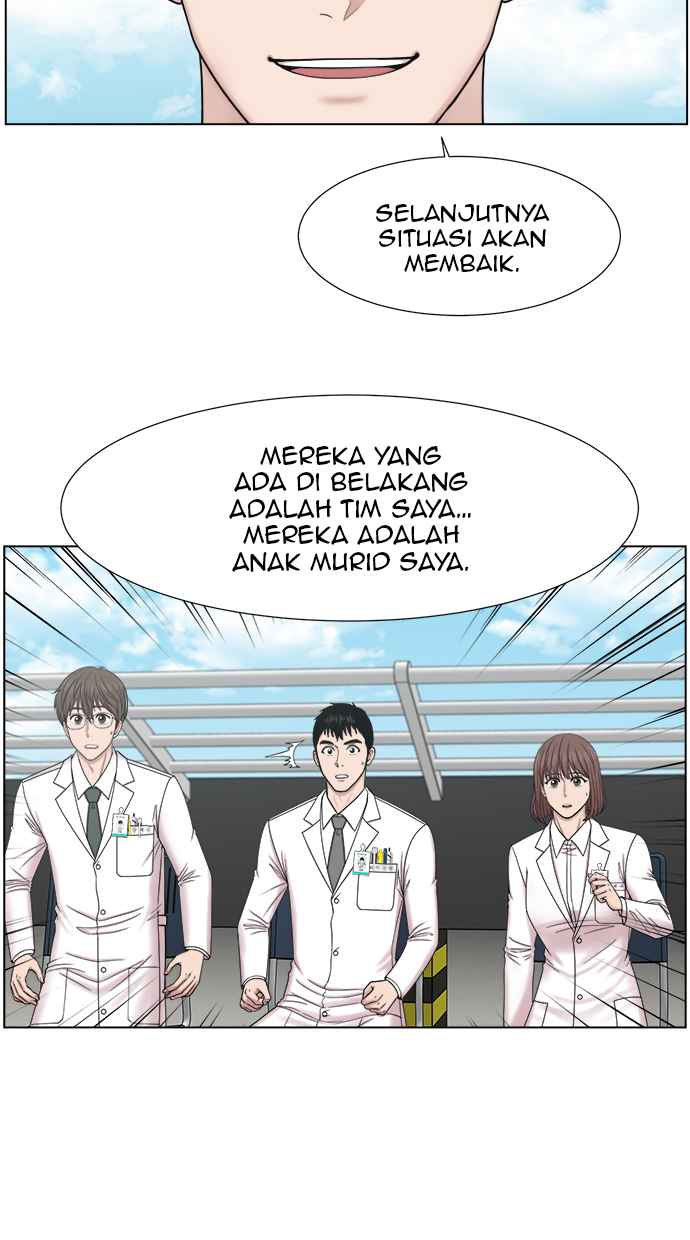 SELANJUTNYA
SITUASI AKAN
MEMBAIK.
MEREKA YANG
ADA DI BELAKANG
ADALAH TIM SAYA...
MEREKA ADALAH
ANAK MURID SAYA.